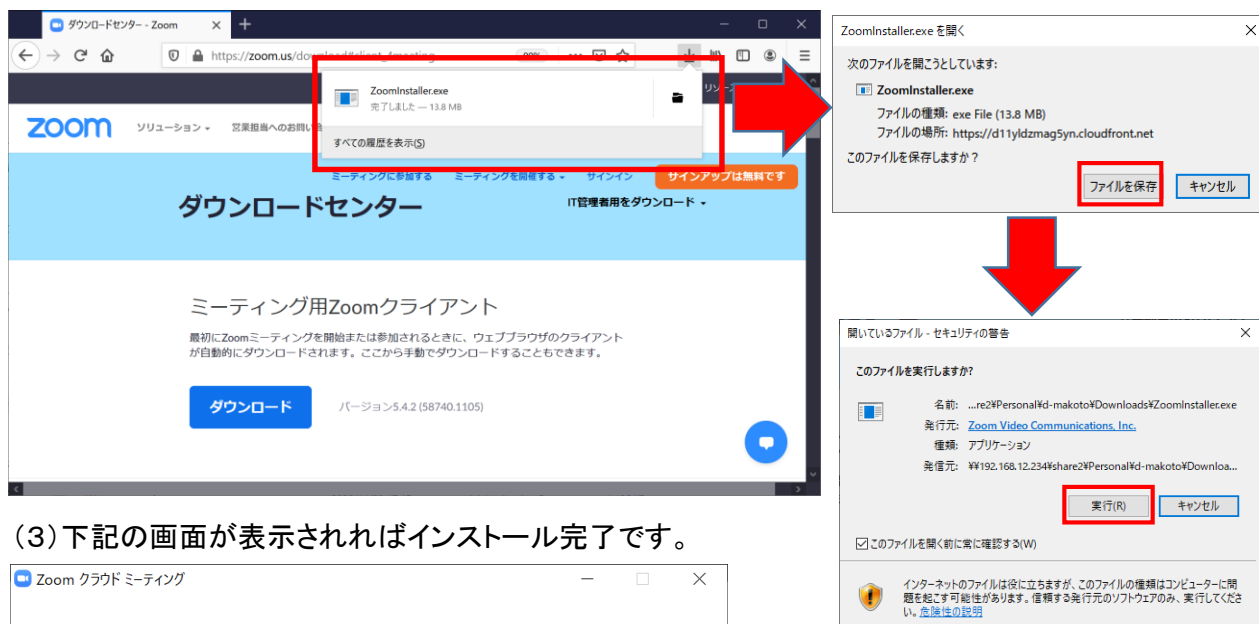 ダウンロードセンター - Zoom
https://zoom.us/download#client_4meeting
ZoomInstaller.exe
完了しました — 13.8 MB
すべての履歴を表示(S)
zoom
ソリューション
営業担当へのお問い
ミーティングに参加する ミーティングを開催する サインイン サインアップは無料です
ダウンロードセンター
IT管理者用をダウンロード
ミーティング用Zoomクライアント
最初にZoomミーティングを開始または参加されるときに、ウェブブラウザのクライアント
が自動的にダウンロードされます。ここから手動でダウンロードすることもできます。
ダウンロード
バージョン5.4.2 (58740.1105)
ZoomInstaller.exe を開く
次のファイルを開こうとしています:
ZoomInstaller.exe
ファイルの種類: exe File (13.8 MB)
ファイルの場所: https://d11yldzmag5yn.cloudfront.net
このファイルを保存しますか?
ファイルを保存 キャンセル
開いているファイル - セキュリティの警告
このファイルを実行しますか?
名前: ...re2¥Personal¥d-makoto¥Downloads¥ZoomInstaller.exe
発行元: Zoom Video Communications, Inc.
種類: アプリケーション
発信元: ¥¥192.168.12.234¥share2¥Personal¥d-makoto¥Downloa...
実行(R) キャンセル
このファイルを開く前に常に確認する(W)
インターネットのファイルは役に立ちますが、このファイルの種類はコンピューターに問
題を起こす可能性があります。信頼する発行元のソフトウェアのみ、実行してくださ
い。危険性の説明
(3)下記の画面が表示されればインストール完了です。
Zoom クラウド ミーティング